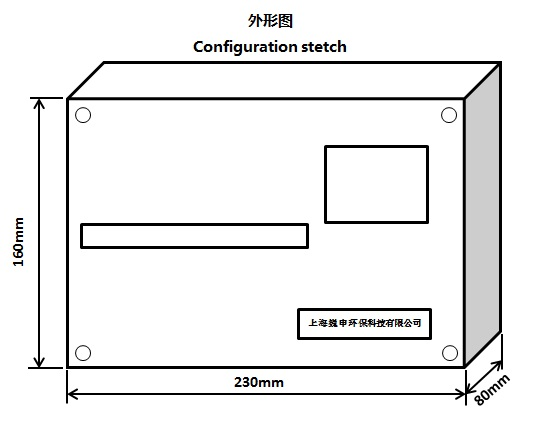 外形图
Configuration stetch
160mm
上海巍申环保科技有限公司
230mm
80mm